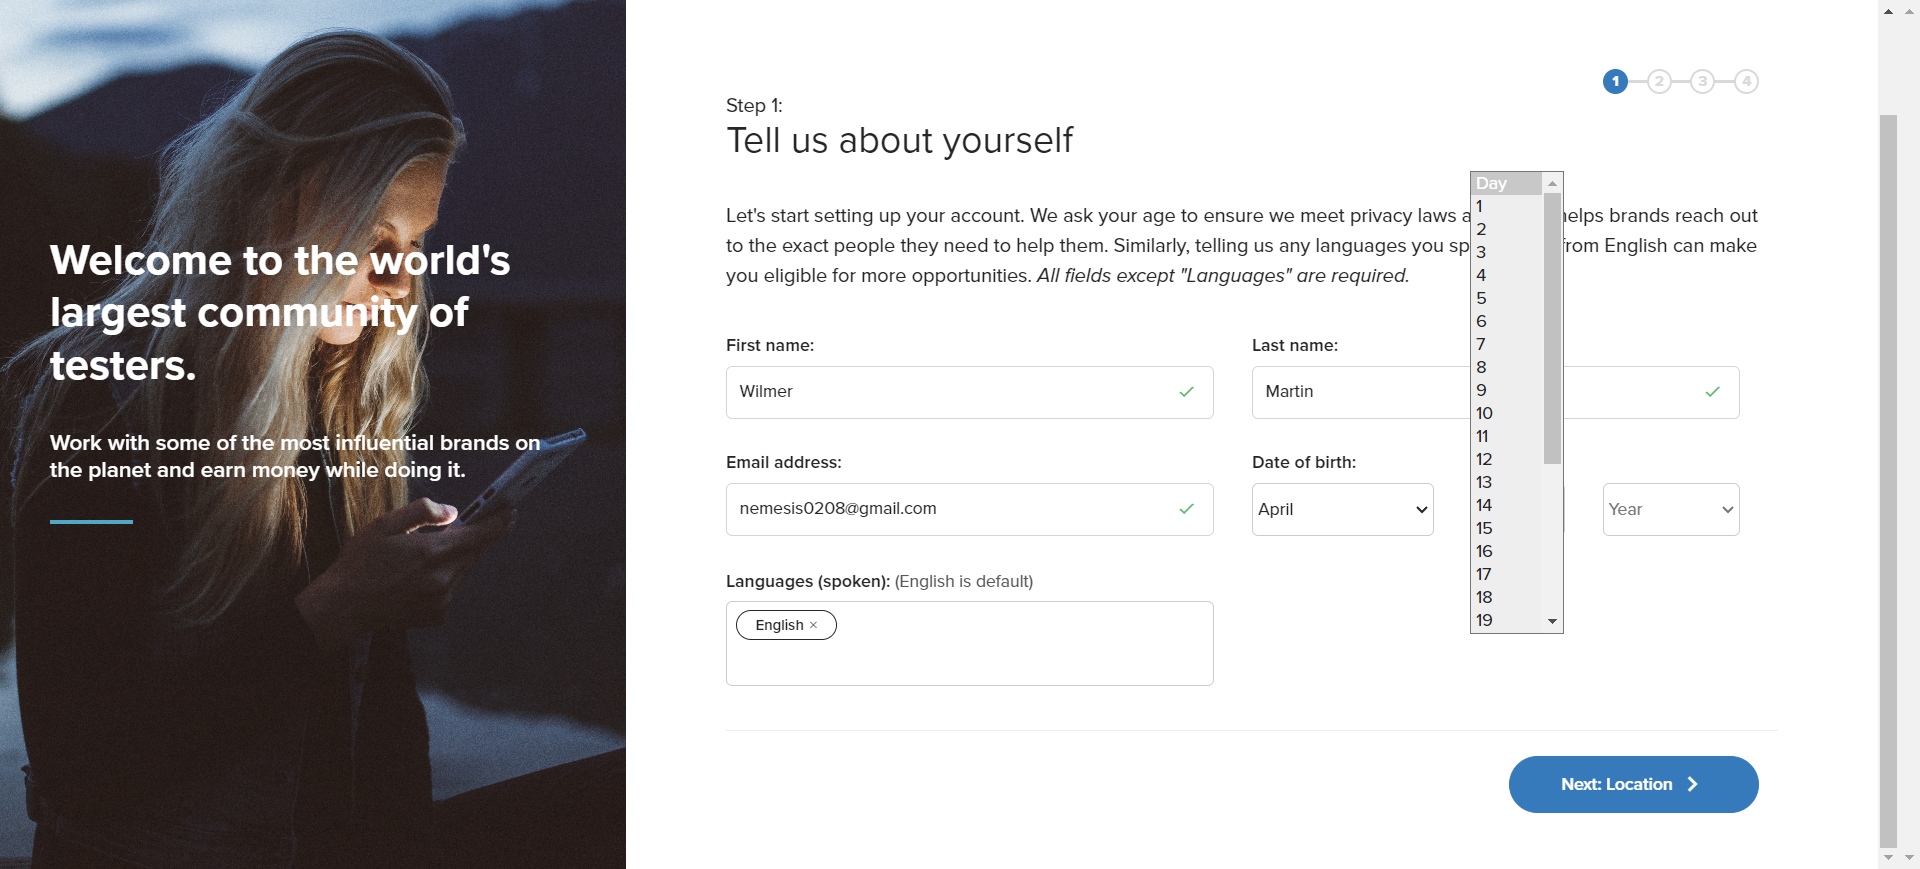 Welcome to the world's
largest community of
testers.
Work with some of the most influential brands on
the planet and earn money while doing it.
1 2 3 4
Step 1:
Tell us about yourself
Let's start setting up your account. We ask your age to ensure we meet privacy laws a elps brands reach out
to the exact people they need to help them. Similarly, telling us any languages you sp from English can make
you eligible for more opportunities. All fields except "Languages" are required.
First name:
Wilmer
Last name:
Martin
Email address:
nemesis0208@gmail.com
Date of birth:
April
Day
1
2
3
4
5
6
7
8
9
10
11
12
13
14
15
16
17
18
19
Year
Languages (spoken): (English is default)
English ×
Next: Location